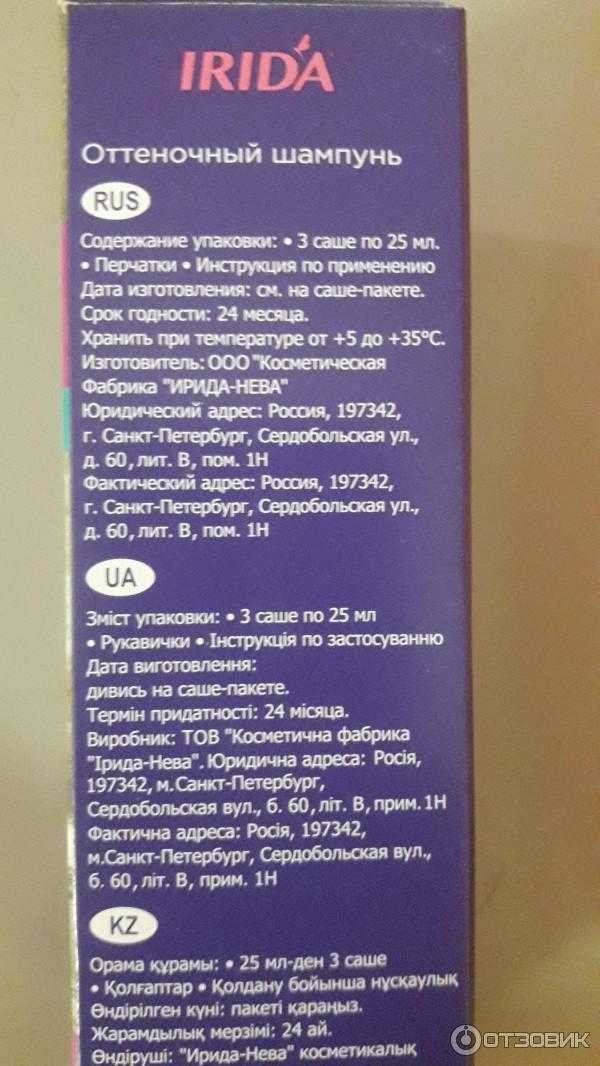 IRIDA
Оттеночный шампунь
RUS
Содержание упаковки: • 3 саше по 25 мл.
• Перчатки • Инструкция по применению
Дата изготовления: см. на саше-пакете.
Срок годности: 24 месяца.
Хранить при температуре от +5 до +35°С.
Изготовитель: ООО "Косметическая
Фабрика "ИРИДА-НЕВА"
Юридический адрес: Россия, 197342,
г. Санкт-Петербург, Сердобольская ул.,
д. 60, лит. В, пом. 1Н
Фактический адрес: Россия, 197342,
г. Санкт-Петербург, Сердобольская ул.,
д. 60, лит. В, пом. 1Н
UA
Зміст упаковки: • 3 саше по 25 мл
• Рукавички • Інструкція по застосуванню
Дата виготовлення:
дивись на саше-пакете.
Термін придатності: 24 місяца.
Виробник: ТОВ "Косметична фабрика
"Ірида-Нева". Юридична адреса: Росія,
197342, м.Санкт-Петербург,
Сердобольская вул., б. 60, літ. В, прим. 1Н
Фактична адреса: Росія, 197342,
м.Санкт-Петербург, Сердобольская вул.,
б. 60, літ. В, прим. 1Н
KZ
Орама құрамы: • 25 мл-ден 3 саше
• Қолғаптар • Қолдану бойынша нұсқаулық
Өндірілген күні: пакеті қараңыз.
Жарамдылық мерзімі: 24 ай.
Өндіруші: "Ирида-Нева" косметикалық
ОТЗОВИК